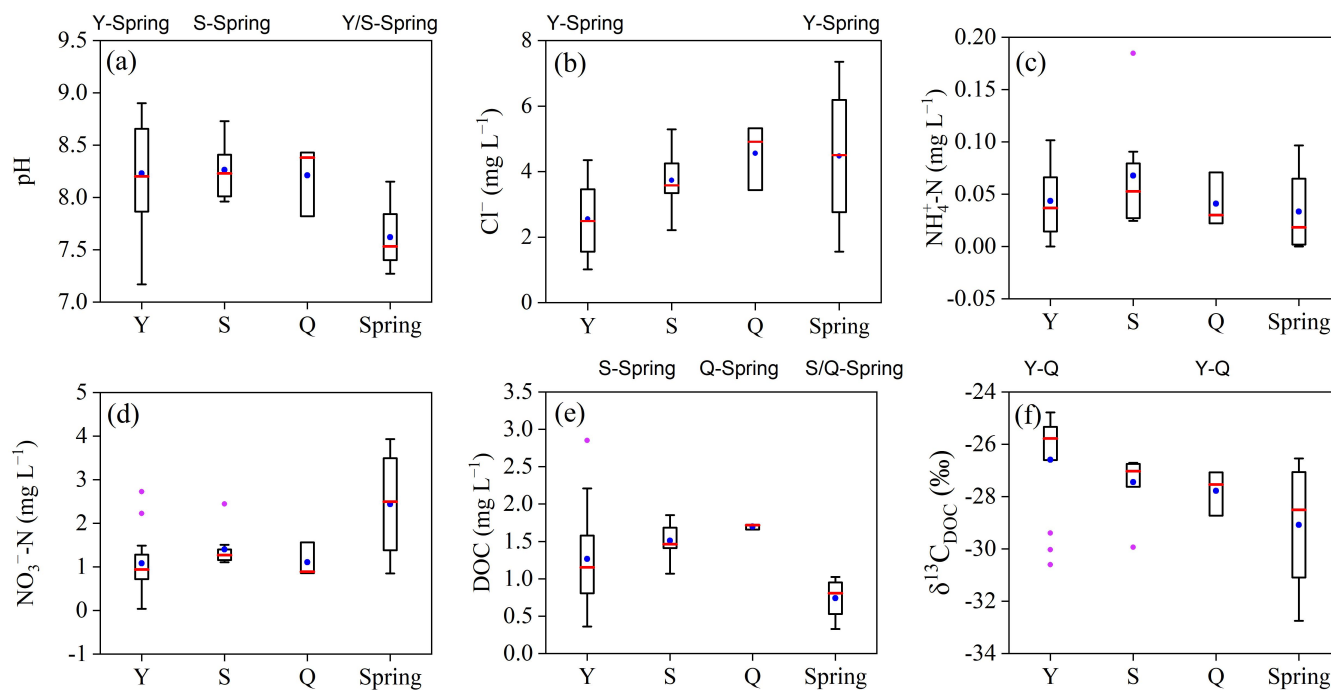 Y-Spring S-Spring Y/S-Spring
(a)
pH
9.5
9.0
8.5
8.0
7.5
7.0
Y S Q Spring
Y-Spring Y-Spring
(b)
Cl⁻ (mg L⁻¹)
8
6
4
2
0
Y S Q Spring
(c)
NH₄⁺-N (mg L⁻¹)
0.20
0.15
0.10
0.05
0.00
-0.05
Y S Q Spring
(d)
NO₃⁻-N (mg L⁻¹)
5
4
3
2
1
0
-1
Y S Q Spring
S-Spring Q-Spring S/Q-Spring
(e)
DOC (mg L⁻¹)
3.5
3.0
2.5
2.0
1.5
1.0
0.5
0.0
Y S Q Spring
Y-Q Y-Q
(f)
δ¹³C_DOC (‰)
-24
-26
-28
-30
-32
-34
Y S Q Spring